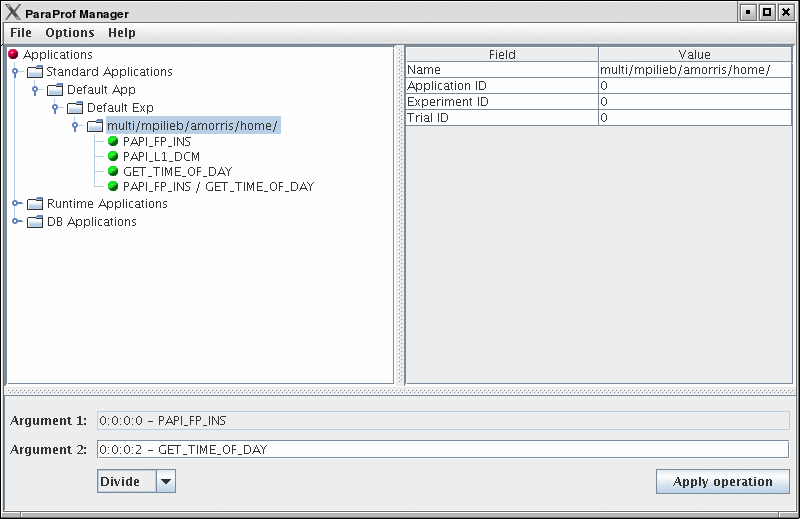 ParaProf Manager
File Options Help
Applications
Standard Applications
Default App
Default Exp
multi/mpilieb/amorris/home/
PAPI_FP_INS
PAPI_L1_DCM
GET_TIME_OF_DAY
PAPI_FP_INS / GET_TIME_OF_DAY
Runtime Applications
DB Applications
Field Value
Name multi/mpilieb/amorris/home/
Application ID 0
Experiment ID 0
Trial ID 0
Argument 1: 0:0:0:0 - PAPI_FP_INS
Argument 2: 0:0:0:2 - GET_TIME_OF_DAY
Divide Apply operation